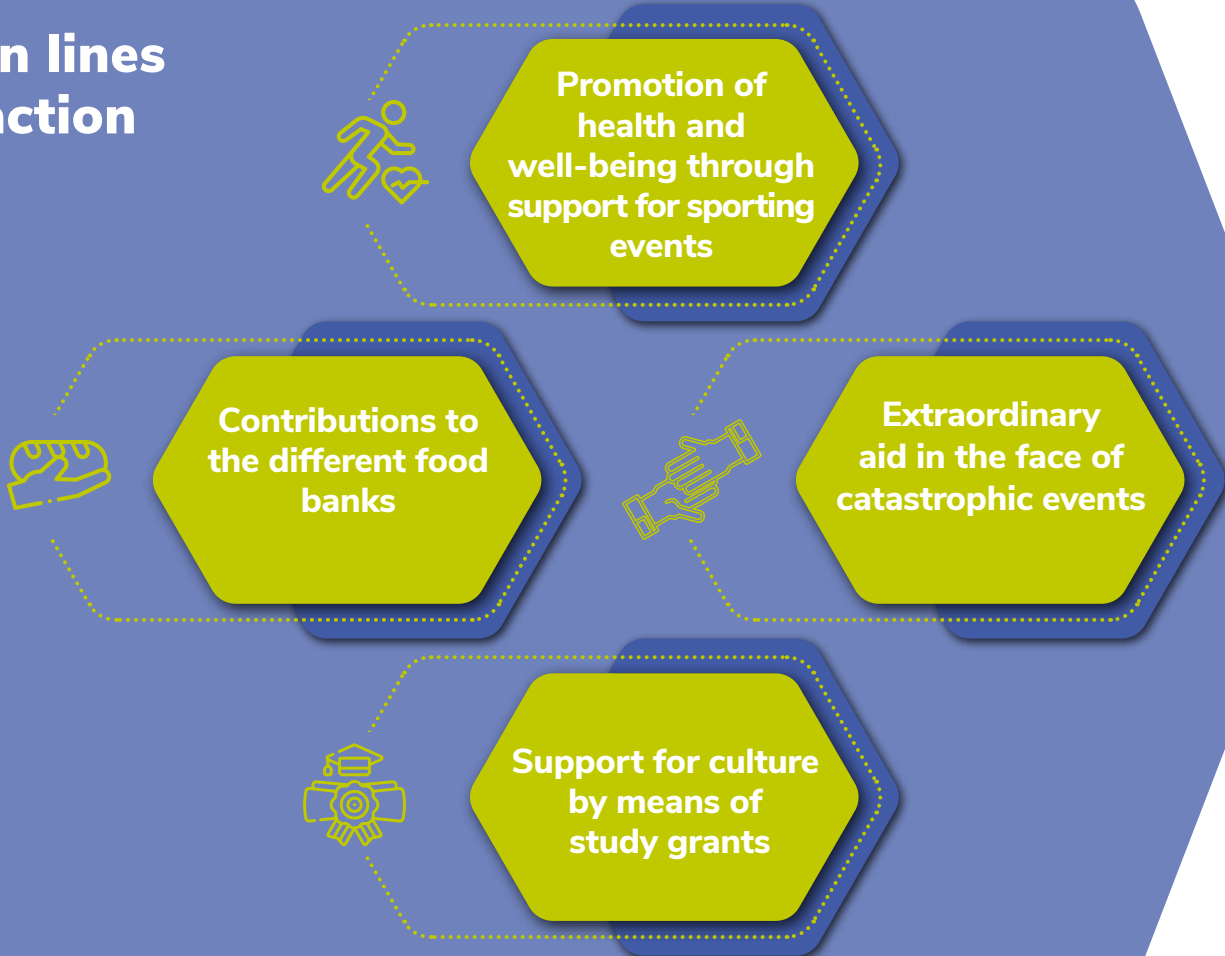 n lines
ction
Promotion of
health and
well-being through
support for sporting
events
Contributions to
the different food
banks
Extraordinary
aid in the face of
catastrophic events
Support for culture
by means of
study grants